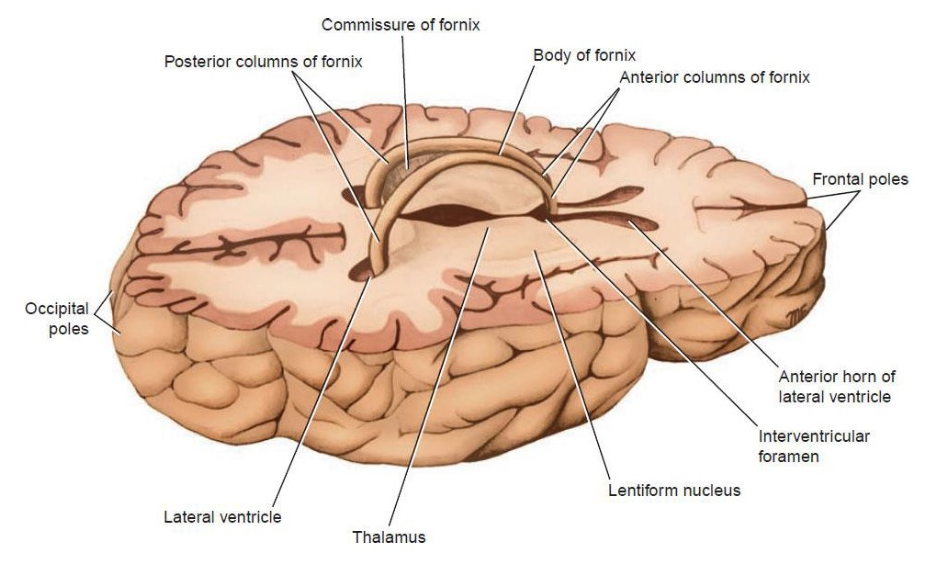 Commissure of fornix
Posterior columns of fornix
Body of fornix
Anterior columns of fornix
Frontal poles
Occipital
poles
Anterior horn of
lateral ventricle
Interventricular
foramen
Lentiform nucleus
Lateral ventricle
Thalamus